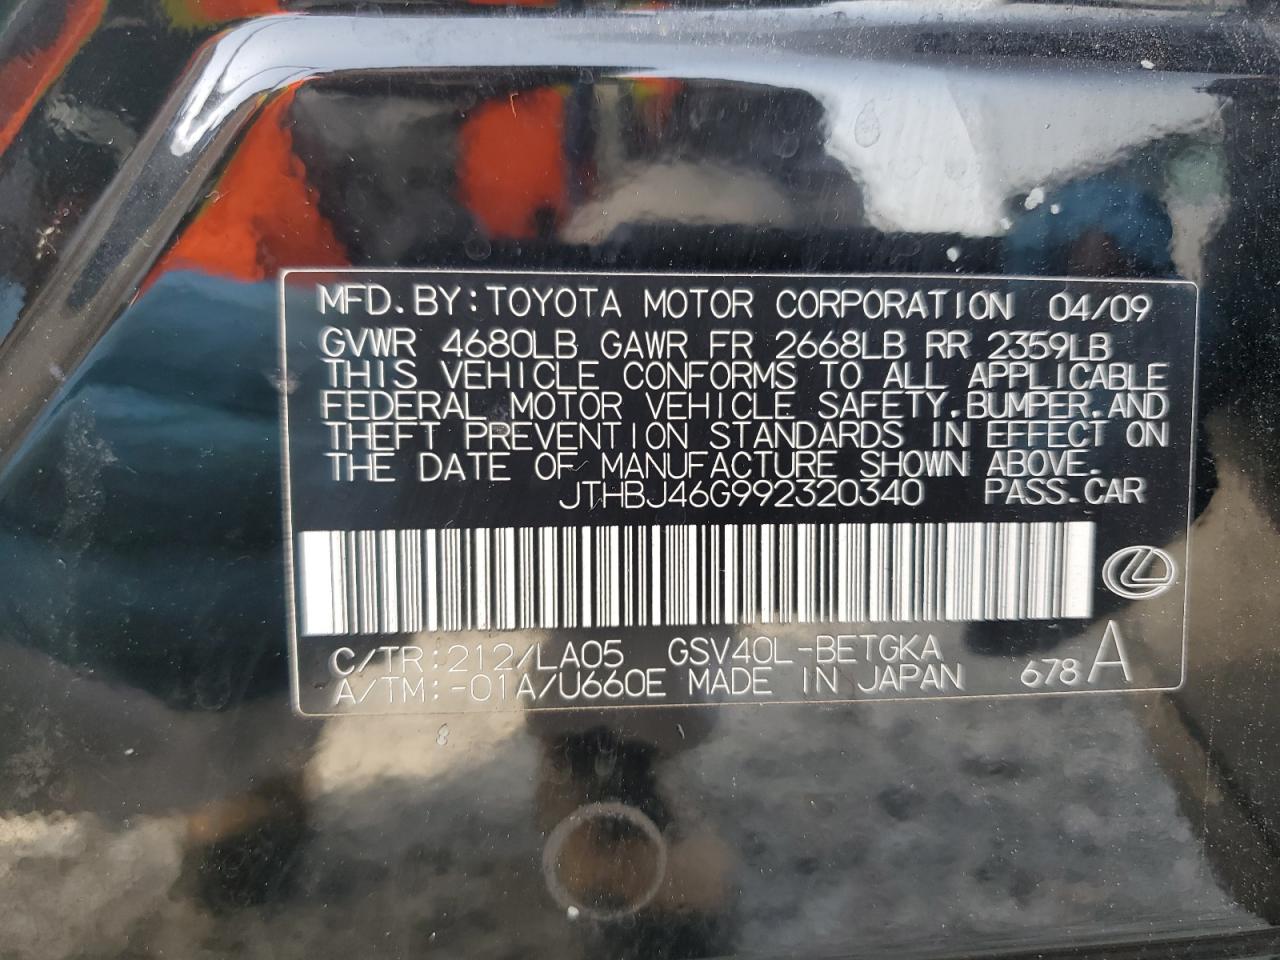 MFD. BY: TOYOTA MOTOR CORPORATION 04/09
GVWR 4680LB GAWR FR 2668LB RR 2359LB
THIS VEHICLE CONFORMS TO ALL APPLICABLE
FEDERAL MOTOR VEHICLE SAFETY, BUMPER, AND
THEFT PREVENTION STANDARDS IN EFFECT ON
THE DATE OF MANUFACTURE SHOWN ABOVE.
JTHBJ46G992320340 PASS. CAR
C/TR: 212/LA05 GSV40L-BETGKA
A/TM: -01A/U660E MADE IN JAPAN 678 A